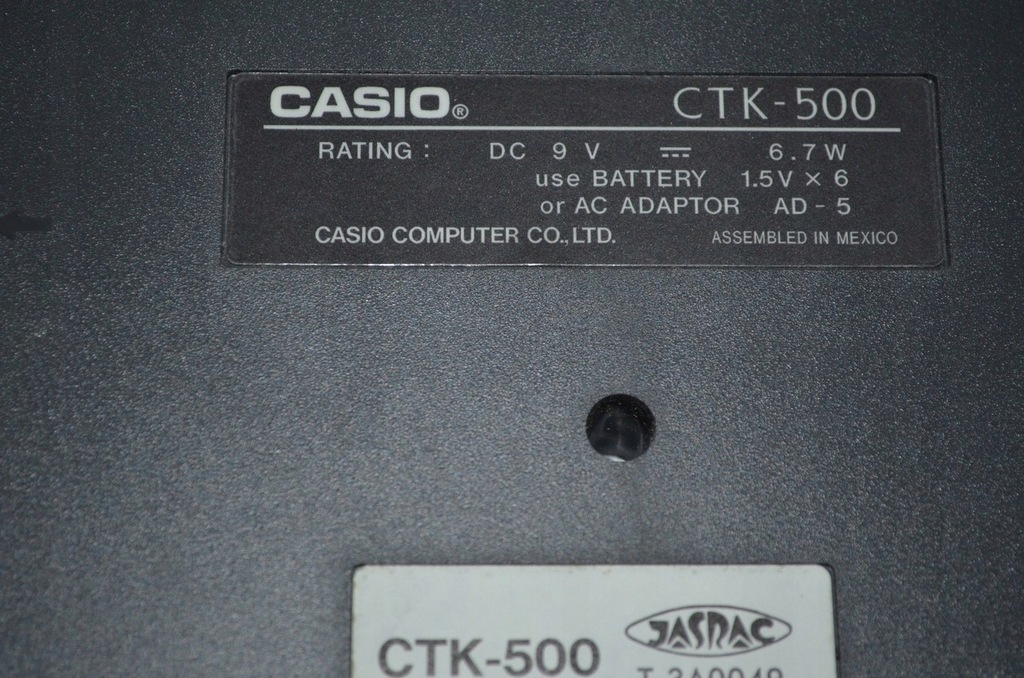 CASIO® CTK-500
RATING : DC 9 V ⎓ 6.7W
use BATTERY 1.5V × 6
or AC ADAPTOR AD-5
CASIO COMPUTER CO., LTD. ASSEMBLED IN MEXICO
JASRAC
CTK-500